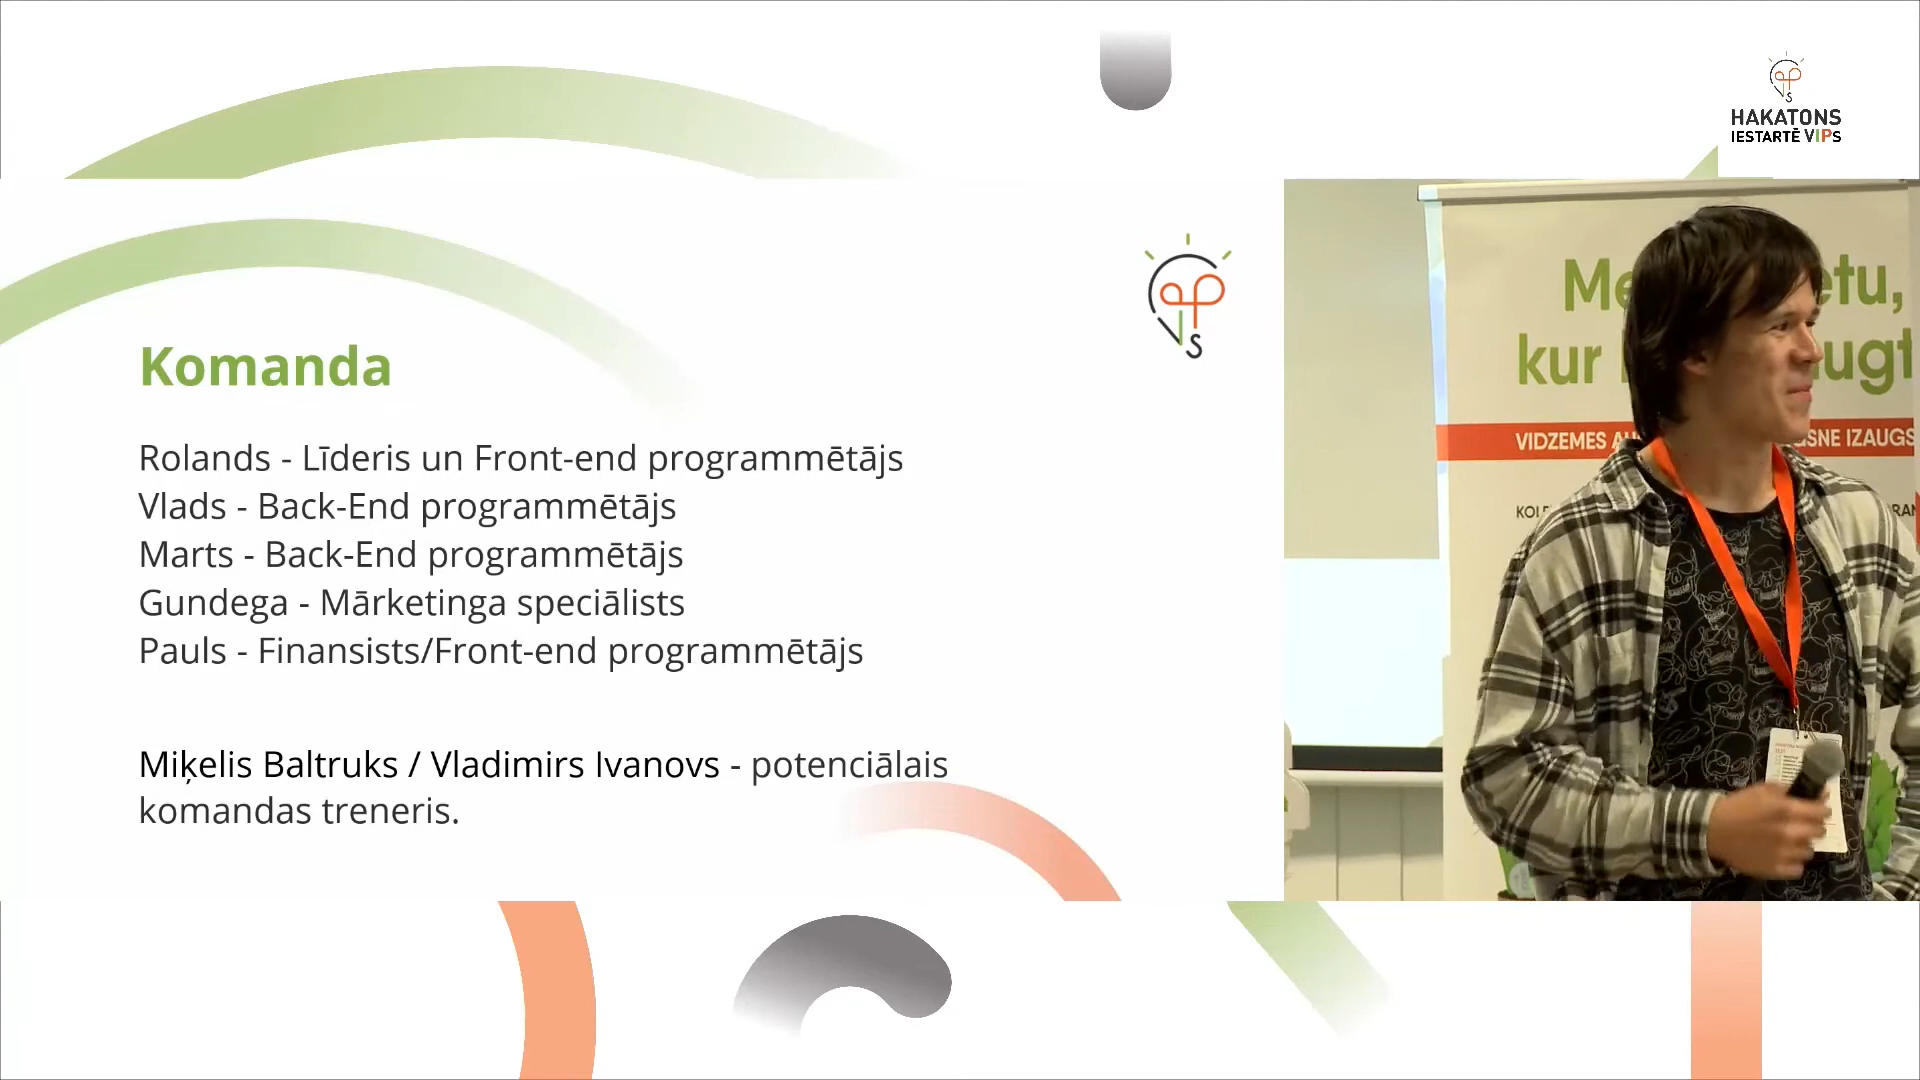 HAKATONS
IESTARTĒ VIPS
Komanda
Rolands - Līderis un Front-end programmētājs
Vlads - Back-End programmētājs
Marts - Back-End programmētājs
Gundega - Mārketinga speciālists
Pauls - Finansists/Front-end programmētājs
Miķelis Baltruks / Vladimirs Ivanovs - potenciālais
komandas treneris.
kur
VIDZEMES